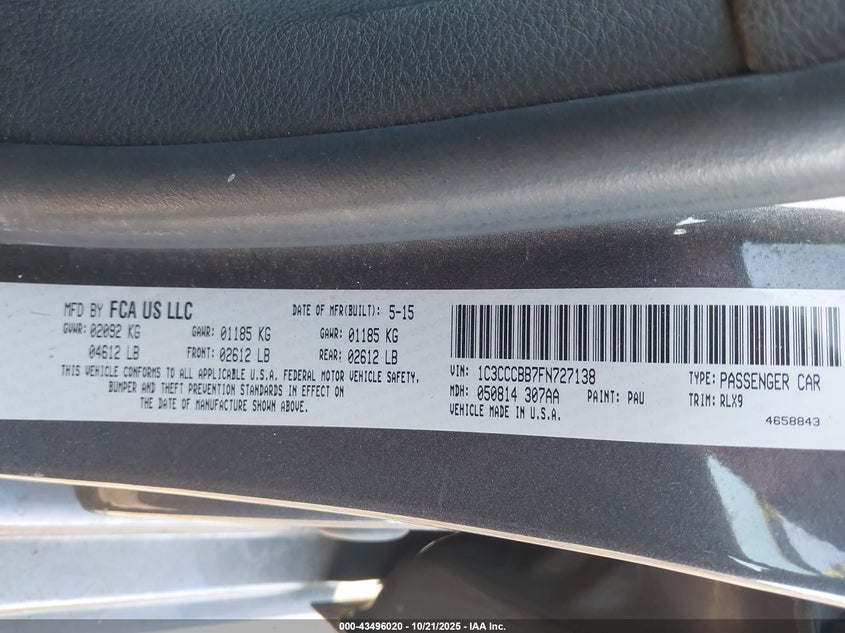 MFD BY FCA US LLC DATE OF MFR(BUILT): 5-15
GVWR: 02092 KG GAWR: 01185 KG GAWR: 01185 KG
04612 LB FRONT: 02612 LB REAR: 02612 LB
THIS VEHICLE CONFORMS TO ALL APPLICABLE U.S.A. FEDERAL MOTOR VEHICLE SAFETY,
BUMPER AND THEFT PREVENTION STANDARDS IN EFFECT ON
THE DATE OF MANUFACTURE SHOWN ABOVE.
VIN: 1C3CCCBB7FN727138 TYPE: PASSENGER CAR
MDH: 050814 307AA PAINT: PAU TRIM: RLX9
VEHICLE MADE IN U.S.A. 4658843
000-43496020 - 10/21/2025 - IAA Inc.